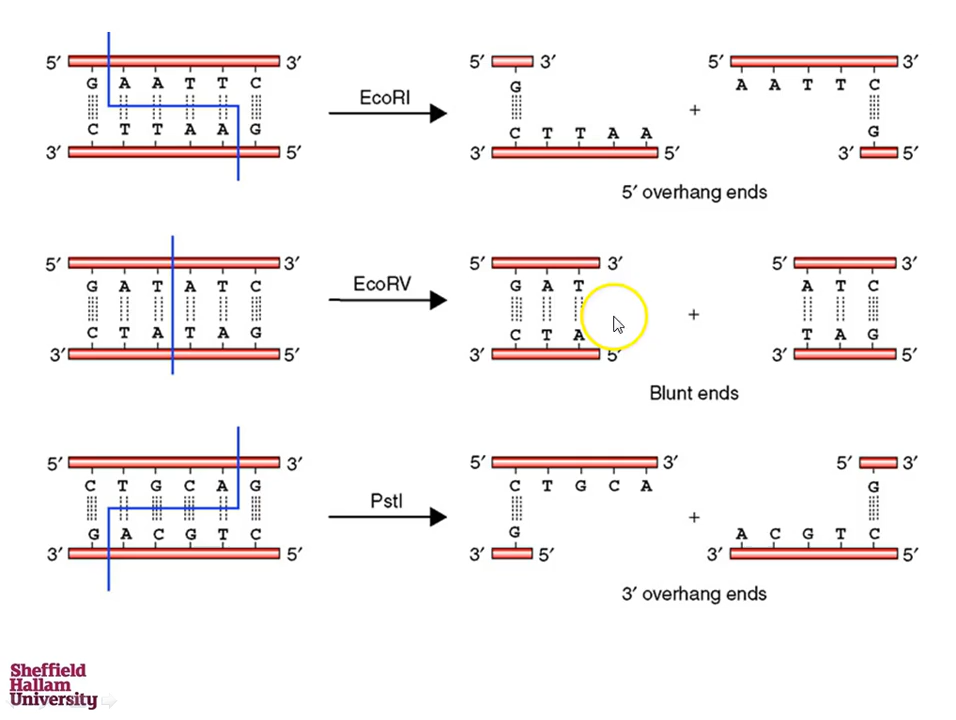 5′ 3′ 5′ 3′ 5′ 3′
G A A T T C G A A T T C
EcoRI +
C T T A A G C T T A A G
3′ 5′ 3′ 5′ 3′ 5′
5′ overhang ends
5′ 3′ 5′ 3′ 5′ 3′
G A T A T C G A T A T C
EcoRV +
C T A T A G C T A T A G
3′ 5′ 3′ 5′ 3′ 5′
Blunt ends
5′ 3′ 5′ 3′ 5′ 3′
C T G C A G C T G C A G
PstI +
G A C G T C G A C G T C
3′ 5′ 3′ 5′ 3′ 5′
3′ overhang ends
Sheffield
Hallam
University